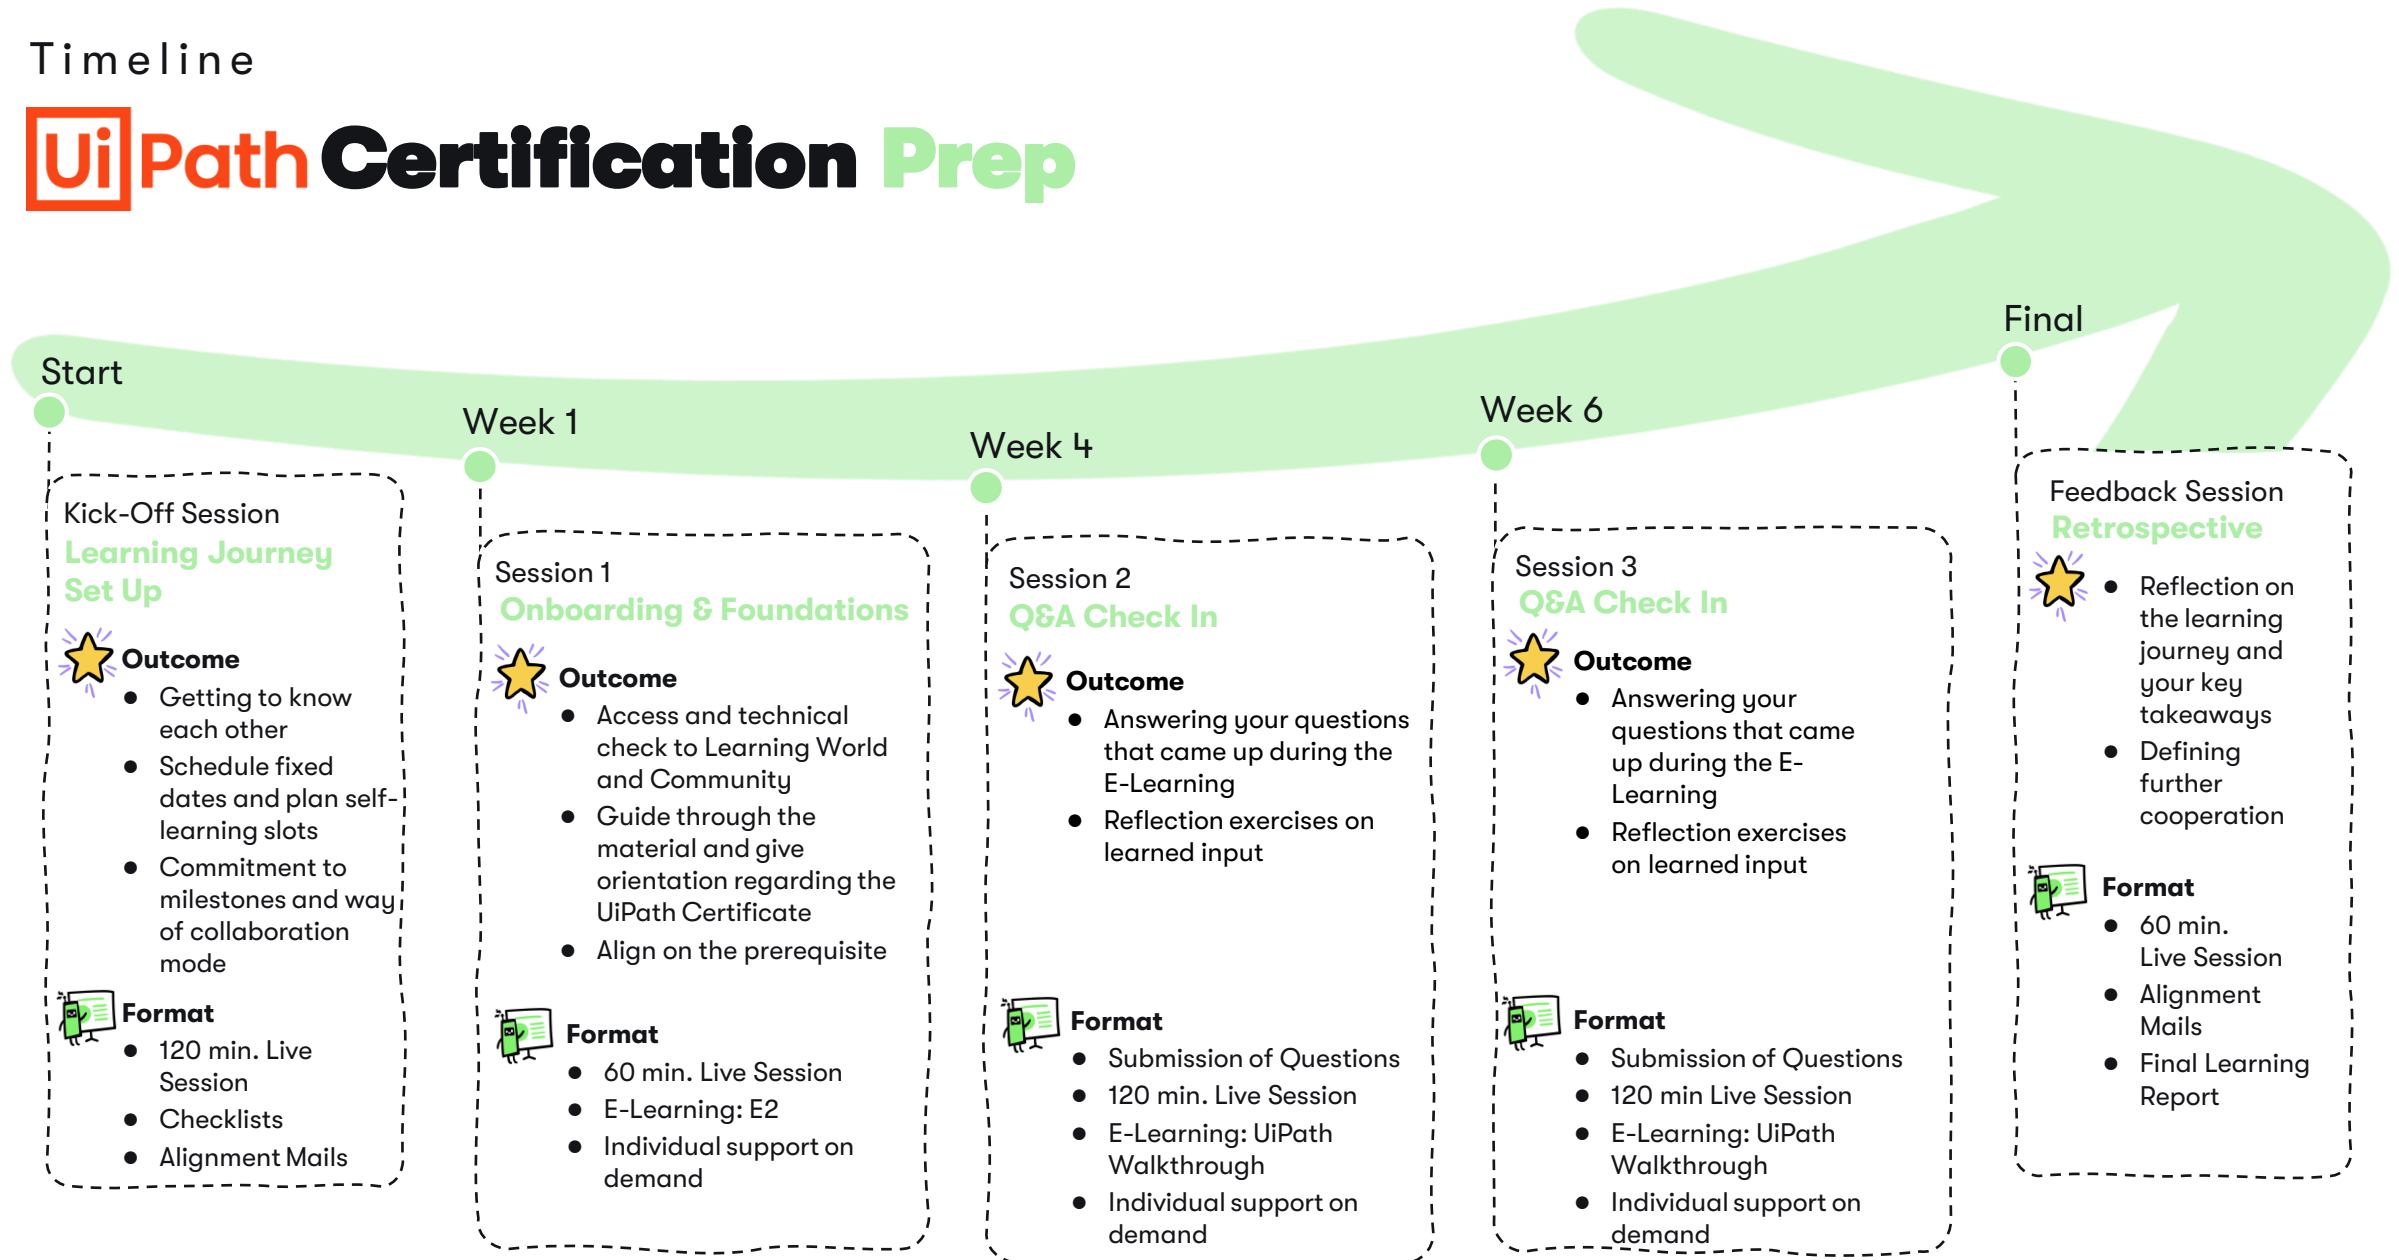 Timeline
UiPath Certification Prep
Start
Kick-Off Session
Learning Journey
Set Up
Outcome
● Getting to know
each other
● Schedule fixed
dates and plan self-
learning slots
● Commitment to
milestones and way
of collaboration
mode
Format
● 120 min. Live
Session
● Checklists
● Alignment Mails
Week 1
Session 1
Onboarding & Foundations
Outcome
● Access and technical
check to Learning World
and Community
● Guide through the
material and give
orientation regarding the
UiPath Certificate
● Align on the prerequisite
Format
● 60 min. Live Session
● E-Learning: E2
● Individual support on
demand
Week 4
Session 2
Q&A Check In
Outcome
● Answering your questions
that came up during the
E-Learning
● Reflection exercises on
learned input
Format
● Submission of Questions
● 120 min. Live Session
● E-Learning: UiPath
Walkthrough
● Individual support on
demand
Week 6
Session 3
Q&A Check In
Outcome
● Answering your
questions that came
up during the E-
Learning
● Reflection exercises
on learned input
Format
● Submission of Questions
● 120 min Live Session
● E-Learning: UiPath
Walkthrough
● Individual support on
demand
Final
Feedback Session
Retrospective
● Reflection on
the learning
journey and
your key
takeaways
● Defining
further
cooperation
Format
● 60 min.
Live Session
● Alignment
Mails
● Final Learning
Report